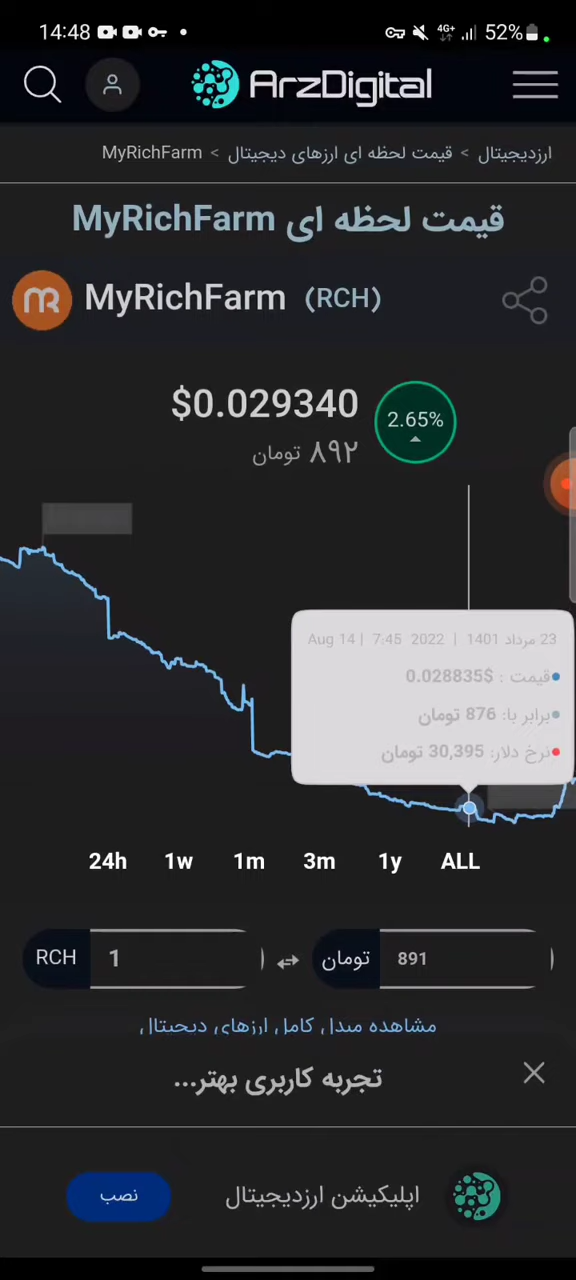 14:48
4G+ 52%
ArzDigital
ارزدیجیتال > قیمت لحظه ای ارزهای دیجیتال > MyRichFarm
قیمت لحظه ای MyRichFarm
MyRichFarm (RCH)
$0.029340
2.65%
۸۹۲ تومان
23 مرداد 1401 | 2022 Aug 14 | 7:45
قیمت : $0.028835
برابر با: 876 تومان
نرخ دلار: 30,395 تومان
24h 1w 1m 3m 1y ALL
RCH 1 تومان 891
مشاهده مبدل کامل ارزهای دیجیتال
تجربه کاربری بهتر...
اپلیکیشن ارزدیجیتال
نصب